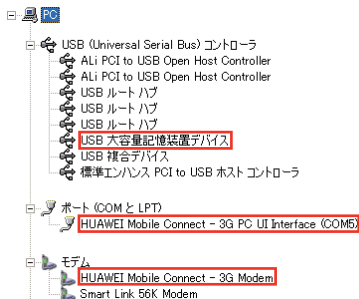 PC
USB (Universal Serial Bus) コントローラ
ALi PCI to USB Open Host Controller
ALi PCI to USB Open Host Controller
USB ルート ハブ
USB ルート ハブ
USB ルート ハブ
USB 大容量記憶装置デバイス
USB 複合デバイス
標準エンハンス PCI to USB ホスト コントローラ
ポート (COM と LPT)
HUAWEI Mobile Connect - 3G PC UI Interface (COM5)
モデム
HUAWEI Mobile Connect - 3G Modem
Smart Link 56K Modem